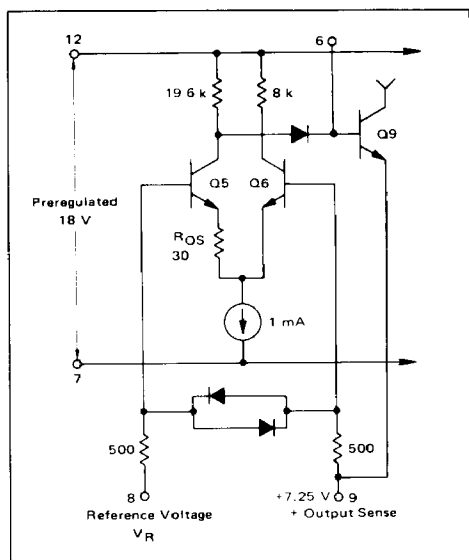 12
6
19 6 k
8 k
Q9
Q5
Q6
Preregulated
18 V
R_OS
30
1 mA
7
500
500
8
+7.25 V
9
Reference Voltage
+ Output Sense
V_R